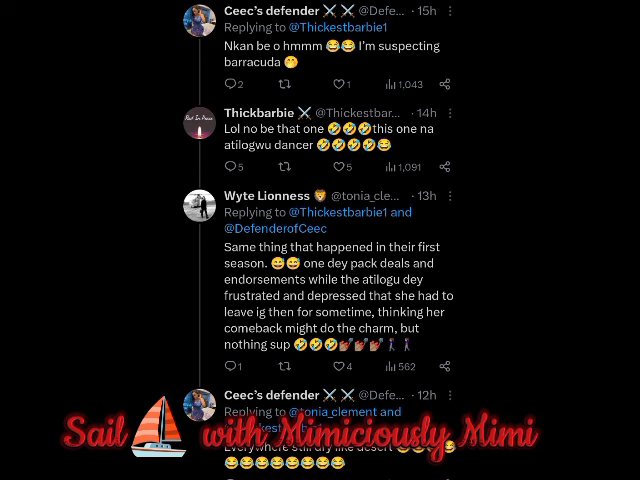 Ceec's defender ⚔️ ⚔️ @Defe... · 15h
Replying to @Thickestbarbie1
Nkan be o hmmm 😂😂 I'm suspecting
barracuda 🤭
2 1 1,043
Rest In Peace
Thickbarbie ⚔️ @Thickestbar... · 14h
Lol no be that one 🤣🤣🤣this one na
atilogwu dancer 🤣🤣🤣🤣😂
5 5 1,091
Wyte Lionness 🦁 @tonia_cle... · 13h
Replying to @Thickestbarbie1 and
@DefenderofCeec
Same thing that happened in their first
season. 😅😅 one dey pack deals and
endorsements while the atilogu dey
frustrated and depressed that she had to
leave ig then for sometime, thinking her
comeback might do the charm, but
nothing sup 🤣🤣🤣💅🏾💅🏾💅🏾🚶‍♀️🚶‍♀️
1 4 562
Ceec's defender ⚔️ ⚔️ @Defe... · 12h
Replying to @tonia_clement and
Sail ⛵ with Mimiciously Mimi
Everywhere still dry like desert 😂😂😂😂
😂😂😂😂😂😂😂😂